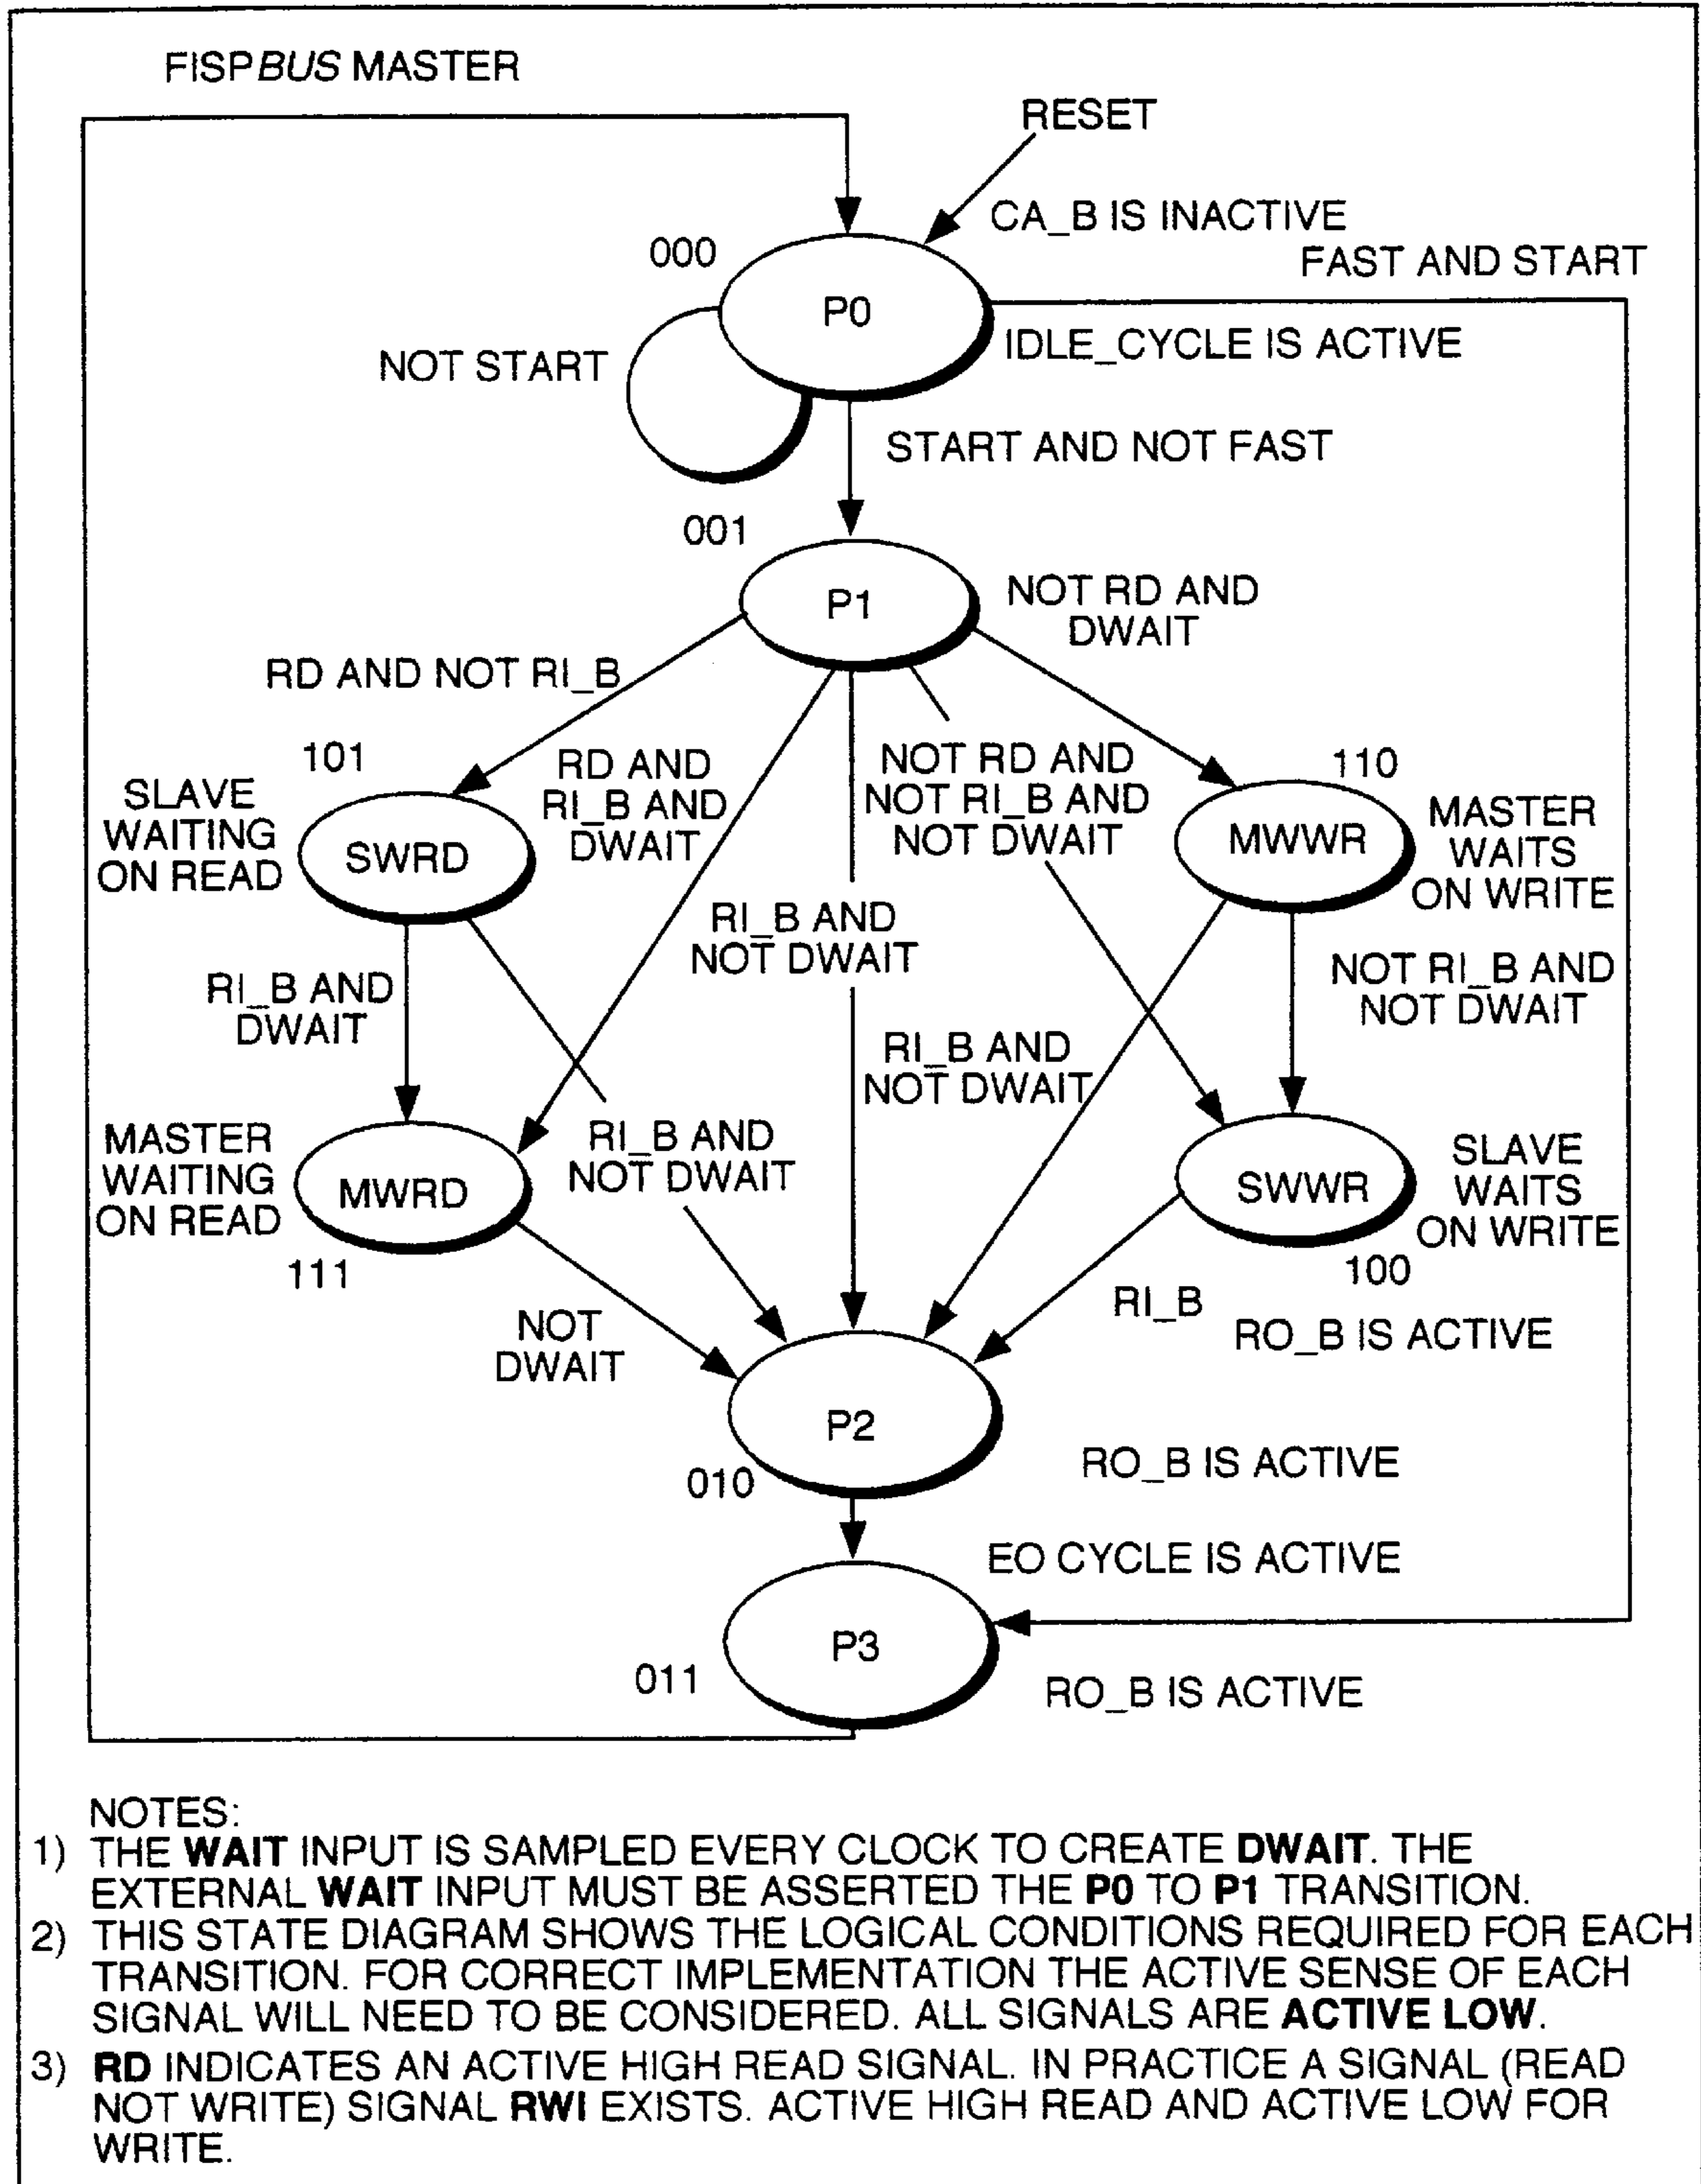 FISPBUS MASTER
RESET
CA_B IS INACTIVE
000
FAST AND START
P0
IDLE_CYCLE IS ACTIVE
NOT START
START AND NOT FAST
001
P1
NOT RD AND
DWAIT
RD AND NOT RI_B
101
RD AND
RI_B AND
DWAIT
NOT RD AND
NOT RI_B AND
NOT DWAIT
110
SLAVE
WAITING
ON READ
SWRD
MWWR
MASTER
WAITS
ON WRITE
RI_B AND
NOT DWAIT
RI_B AND
DWAIT
NOT RI_B AND
NOT DWAIT
RI_B AND
NOT DWAIT
MASTER
WAITING
ON READ
MWRD
111
RI_B AND
NOT DWAIT
SWWR
SLAVE
WAITS
ON WRITE
100
NOT
DWAIT
RI_B
RO_B IS ACTIVE
P2
010
RO_B IS ACTIVE
EO CYCLE IS ACTIVE
P3
011
RO_B IS ACTIVE
NOTES:
1) THE WAIT INPUT IS SAMPLED EVERY CLOCK TO CREATE DWAIT. THE
EXTERNAL WAIT INPUT MUST BE ASSERTED THE P0 TO P1 TRANSITION.
2) THIS STATE DIAGRAM SHOWS THE LOGICAL CONDITIONS REQUIRED FOR EACH
TRANSITION. FOR CORRECT IMPLEMENTATION THE ACTIVE SENSE OF EACH
SIGNAL WILL NEED TO BE CONSIDERED. ALL SIGNALS ARE ACTIVE LOW.
3) RD INDICATES AN ACTIVE HIGH READ SIGNAL. IN PRACTICE A SIGNAL (READ
NOT WRITE) SIGNAL RWI EXISTS. ACTIVE HIGH READ AND ACTIVE LOW FOR
WRITE.